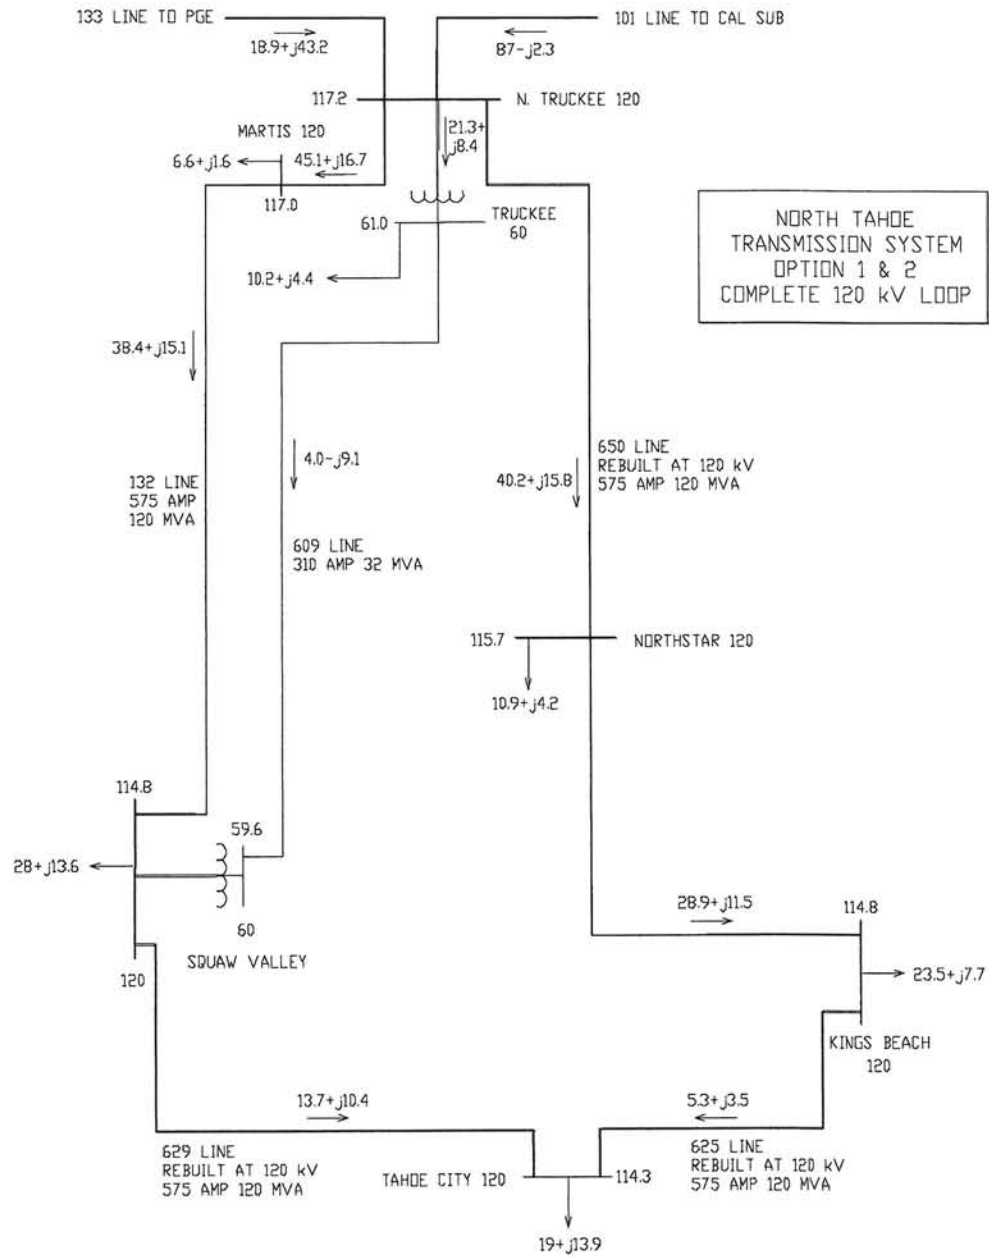 133 LINE TO PGE
101 LINE TO CAL SUB
18.9+j43.2
87-j2.3
117.2
N. TRUCKEE 120
MARTIS 120
21.3+
j8.4
6.6+j1.6
45.1+j16.7
117.0
61.0
TRUCKEE
60
10.2+j4.4
NORTH TAHOE
TRANSMISSION SYSTEM
OPTION 1 & 2
COMPLETE 120 kV LOOP
38.4+j15.1
4.0-j9.1
650 LINE
REBUILT AT 120 kV
575 AMP 120 MVA
40.2+j15.8
132 LINE
575 AMP
120 MVA
609 LINE
310 AMP 32 MVA
115.7
NORTHSTAR 120
10.9+j4.2
114.8
59.6
28+j13.6
60
SQUAW VALLEY
120
28.9+j11.5
114.8
23.5+j7.7
KINGS BEACH
120
13.7+j10.4
5.3+j3.5
629 LINE
REBUILT AT 120 kV
575 AMP 120 MVA
TAHOE CITY 120
114.3
625 LINE
REBUILT AT 120 kV
575 AMP 120 MVA
19+j13.9